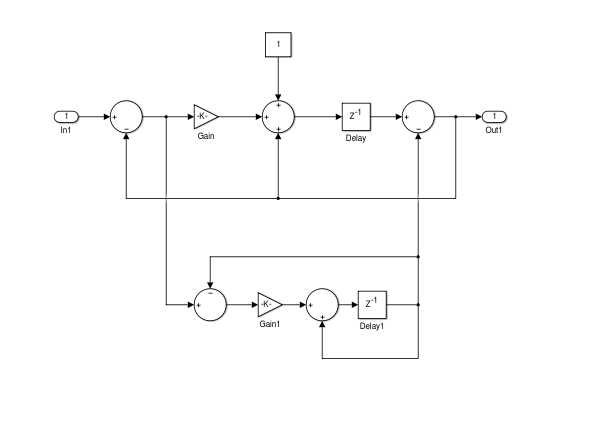 1
1
In1
+
−
-K-
Gain
+
+
+
Z-1
Delay
+
−
1
Out1
−
+
-K-
Gain1
+
+
Z-1
Delay1